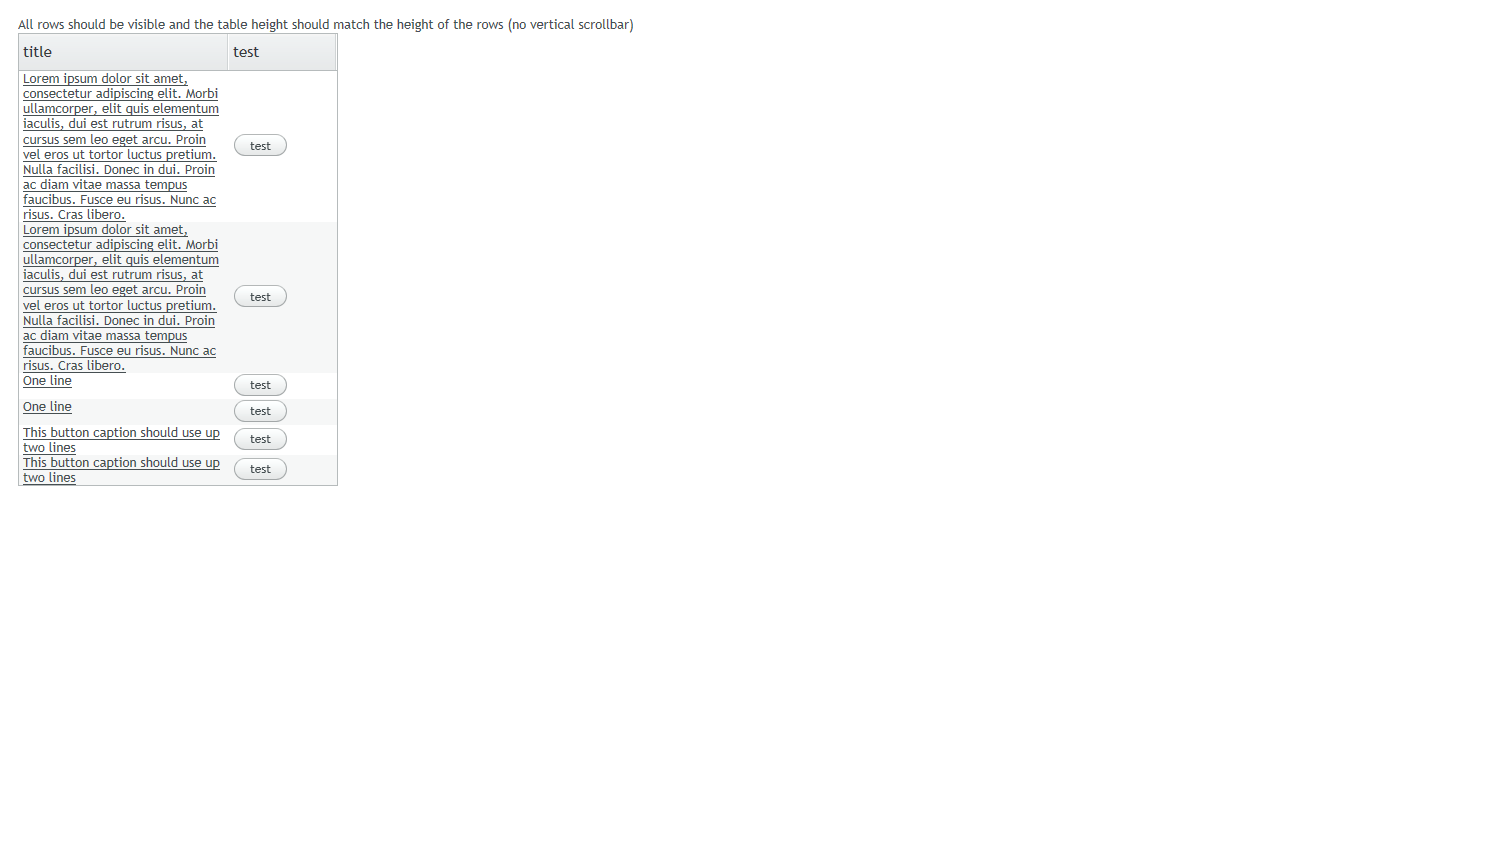 All rows should be visible and the table height should match the height of the rows (no vertical scrollbar)
title test
Lorem ipsum dolor sit amet,
consectetur adipiscing elit. Morbi
ullamcorper, elit quis elementum
iaculis, dui est rutrum risus, at
cursus sem leo eget arcu. Proin
vel eros ut tortor luctus pretium.
Nulla facilisi. Donec in dui. Proin
ac diam vitae massa tempus
faucibus. Fusce eu risus. Nunc ac
risus. Cras libero.
test
Lorem ipsum dolor sit amet,
consectetur adipiscing elit. Morbi
ullamcorper, elit quis elementum
iaculis, dui est rutrum risus, at
cursus sem leo eget arcu. Proin
vel eros ut tortor luctus pretium.
Nulla facilisi. Donec in dui. Proin
ac diam vitae massa tempus
faucibus. Fusce eu risus. Nunc ac
risus. Cras libero.
test
One line test
One line test
This button caption should use up
two lines
test
This button caption should use up
two lines
test